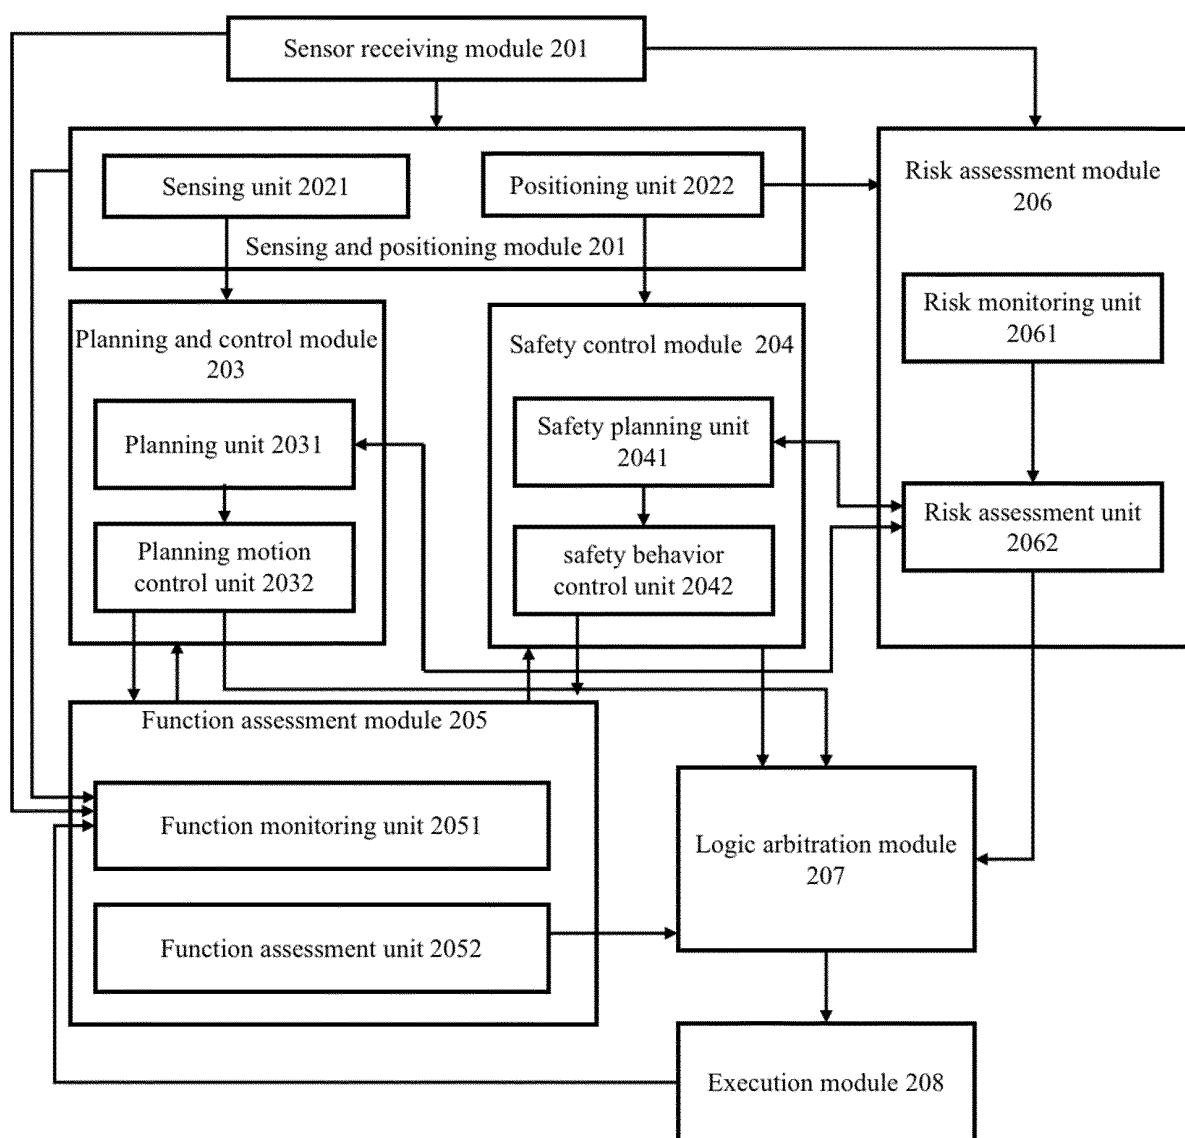 Sensor receiving module 201
Sensing unit 2021
Positioning unit 2022
Sensing and positioning module 201
Risk assessment module
206
Risk monitoring unit
2061
Risk assessment unit
2062
Planning and control module
203
Planning unit 2031
Planning motion
control unit 2032
Safety control module 204
Safety planning unit
2041
safety behavior
control unit 2042
Function assessment module 205
Function monitoring unit 2051
Function assessment unit 2052
Logic arbitration module
207
Execution module 208